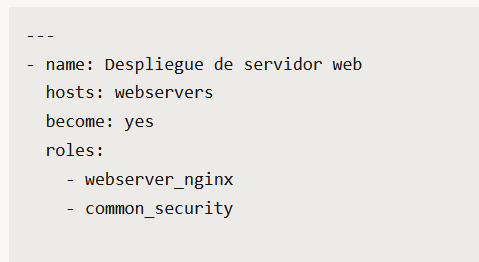 ---
- name: Despliegue de servidor web
  hosts: webservers
  become: yes
  roles:
    - webserver_nginx
    - common_security